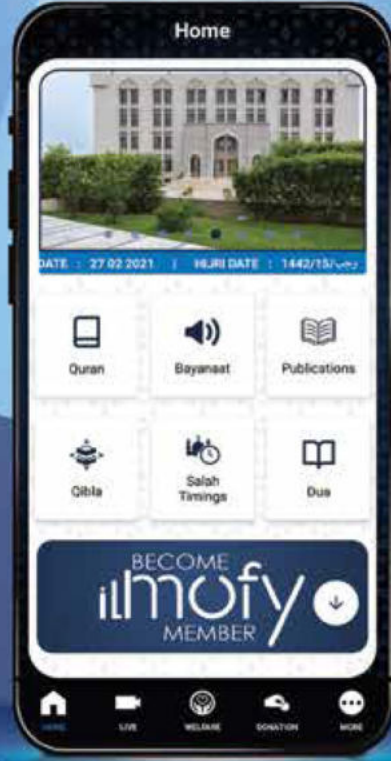 Home
DATE : 27 02 2021 | HIJRI DATE : 1442/15/رجب
Quran
Bayanaat
Publications
Qibla
Salah
Timings
Dua
BECOME
ilmofy
MEMBER
HOME
LIVE
WELFARE
DONATION
MORE